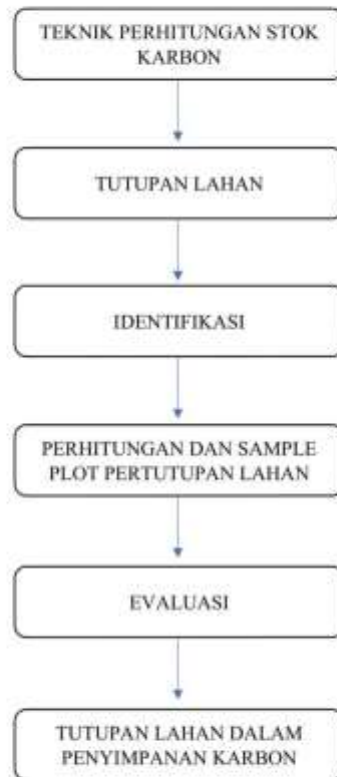 TEKNIK PERHITUNGAN STOK
KARBON
TUTUPAN LAHAN
IDENTIFIKASI
PERHITUNGAN DAN SAMPLE
PLOT PERTUTUPAN LAHAN
EVALUASI
TUTUPAN LAHAN DALAM
PENYIMPANAN KARBON